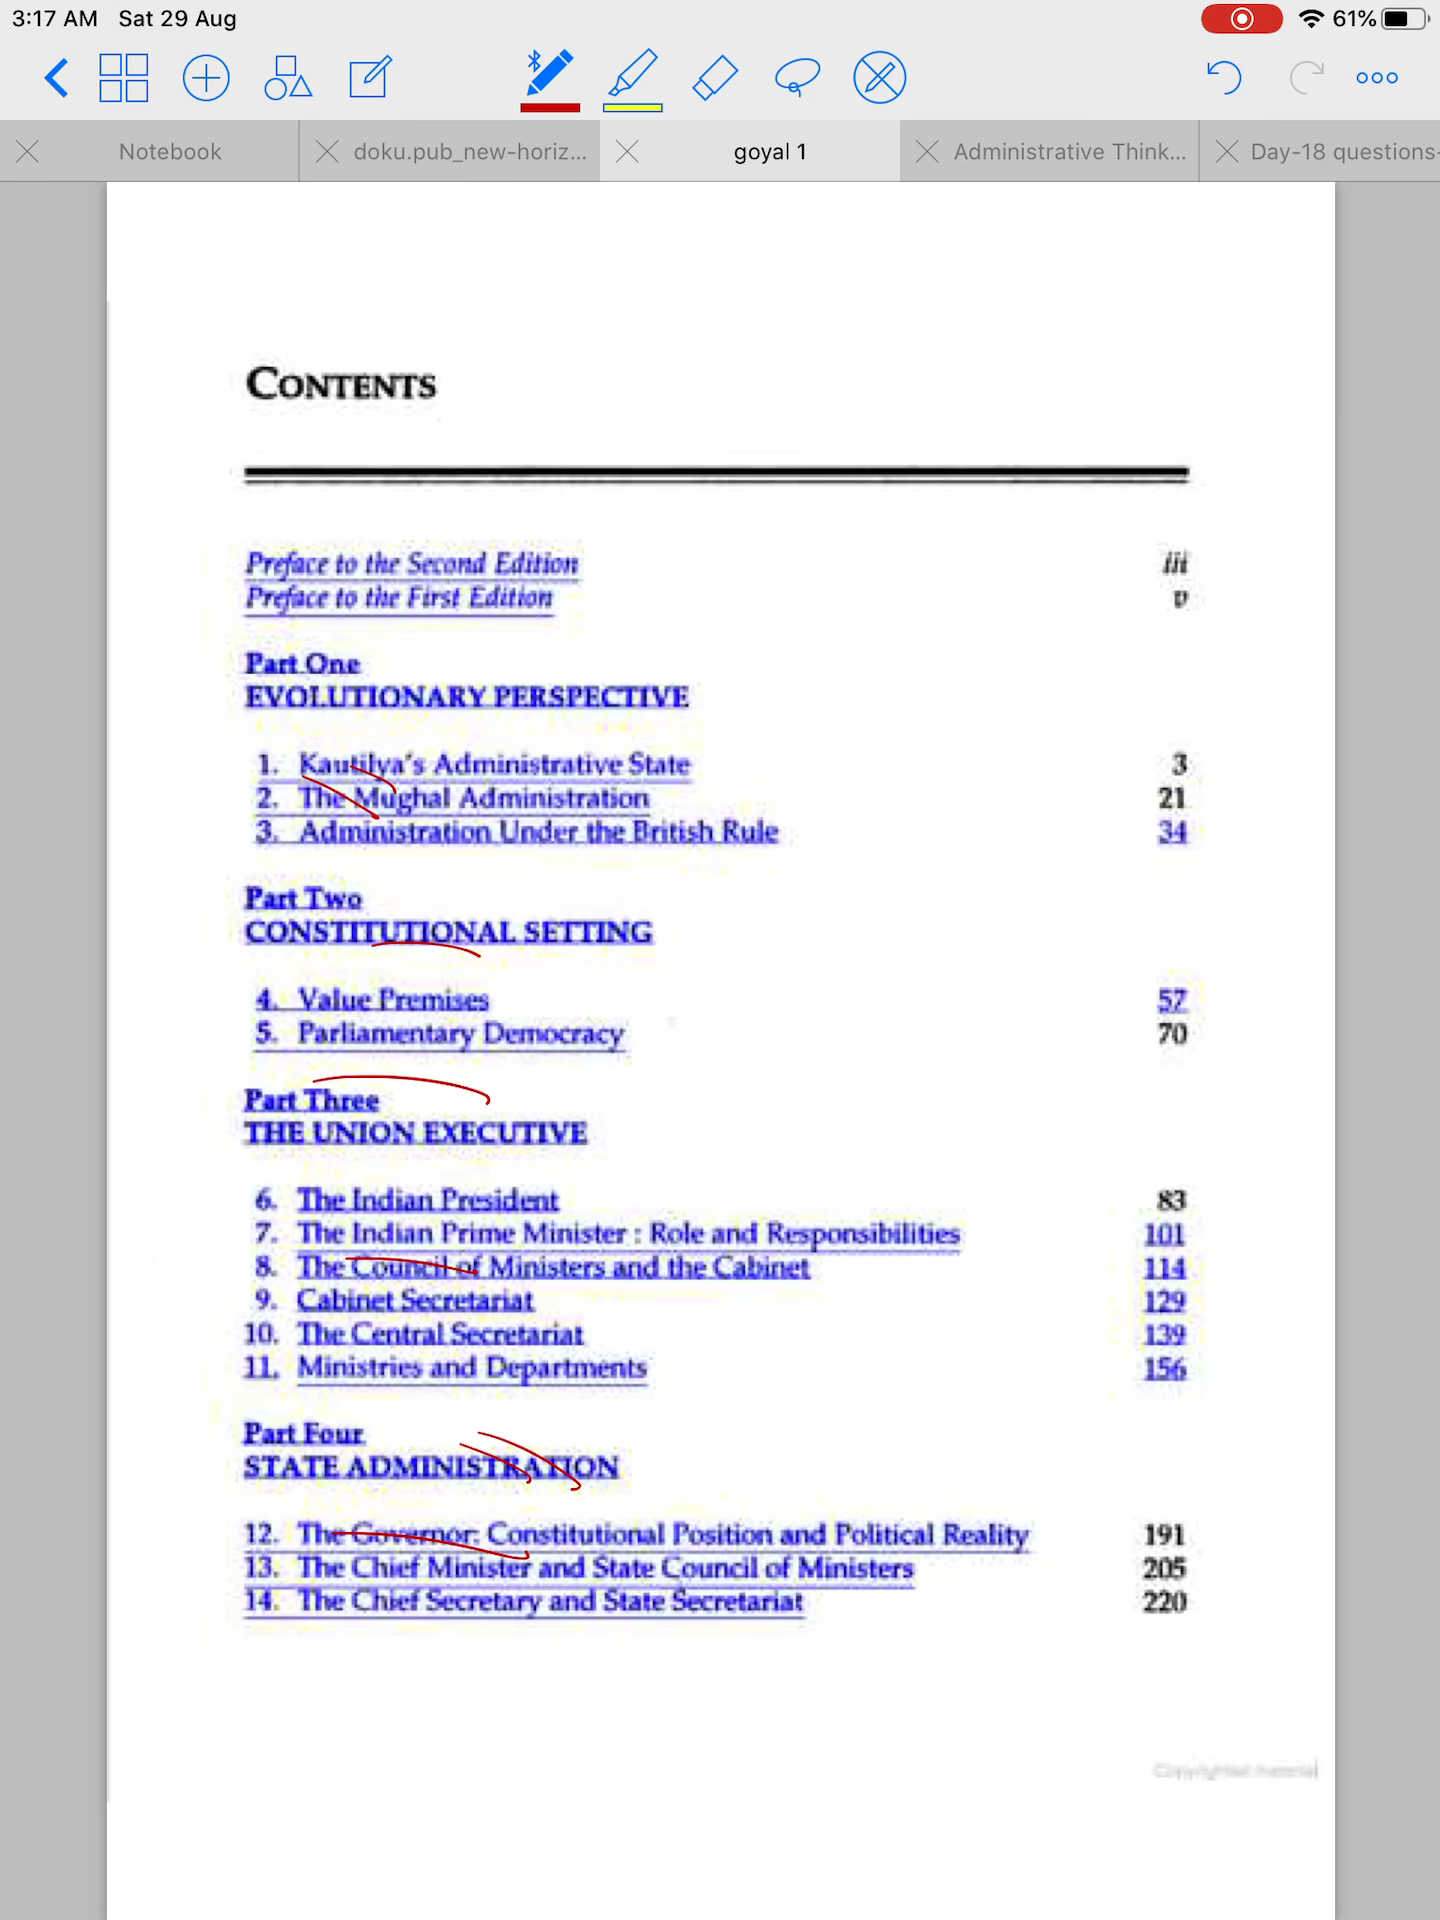 3:17 AM Sat 29 Aug 61%
Notebook doku.pub_new-horiz... goyal 1 Administrative Think... Day-18 questions-
CONTENTS
Preface to the Second Edition iii
Preface to the First Edition v
Part One
EVOLUTIONARY PERSPECTIVE
1. Kautilya's Administrative State 3
2. The Mughal Administration 21
3. Administration Under the British Rule 34
Part Two
CONSTITUTIONAL SETTING
4. Value Premises 57
5. Parliamentary Democracy 70
Part Three
THE UNION EXECUTIVE
6. The Indian President 83
7. The Indian Prime Minister : Role and Responsibilities 101
8. The Council of Ministers and the Cabinet 114
9. Cabinet Secretariat 129
10. The Central Secretariat 139
11. Ministries and Departments 156
Part Four
STATE ADMINISTRATION
12. The Governor: Constitutional Position and Political Reality 191
13. The Chief Minister and State Council of Ministers 205
14. The Chief Secretary and State Secretariat 220
Copyrighted material